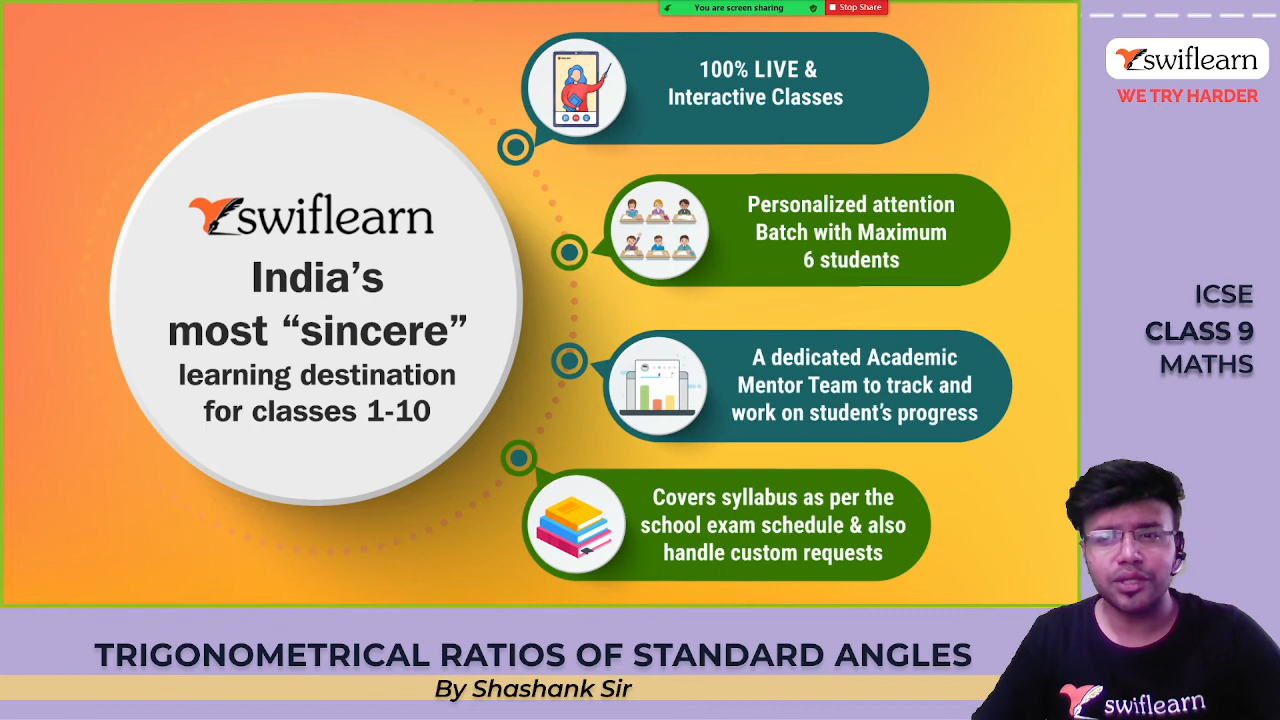 You are screen sharing
Stop Share
swiflearn
WE TRY HARDER
100% LIVE &
Interactive Classes
swiflearn
India's
most “sincere”
learning destination
for classes 1-10
Personalized attention
Batch with Maximum
6 students
A dedicated Academic
Mentor Team to track and
work on student's progress
Covers syllabus as per the
school exam schedule & also
handle custom requests
ICSE
CLASS 9
MATHS
TRIGONOMETRICAL RATIOS OF STANDARD ANGLES
By Shashank Sir
swiflearn